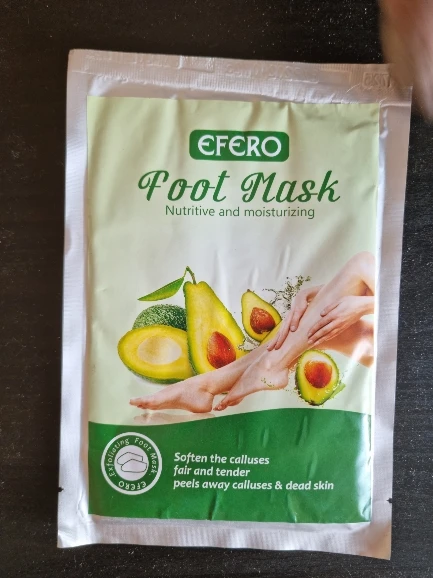 EFERO
Foot Mask
Nutritive and moisturizing
Exfoliating Foot Mask
EFERO
Soften the calluses
fair and tender
peels away calluses & dead skin